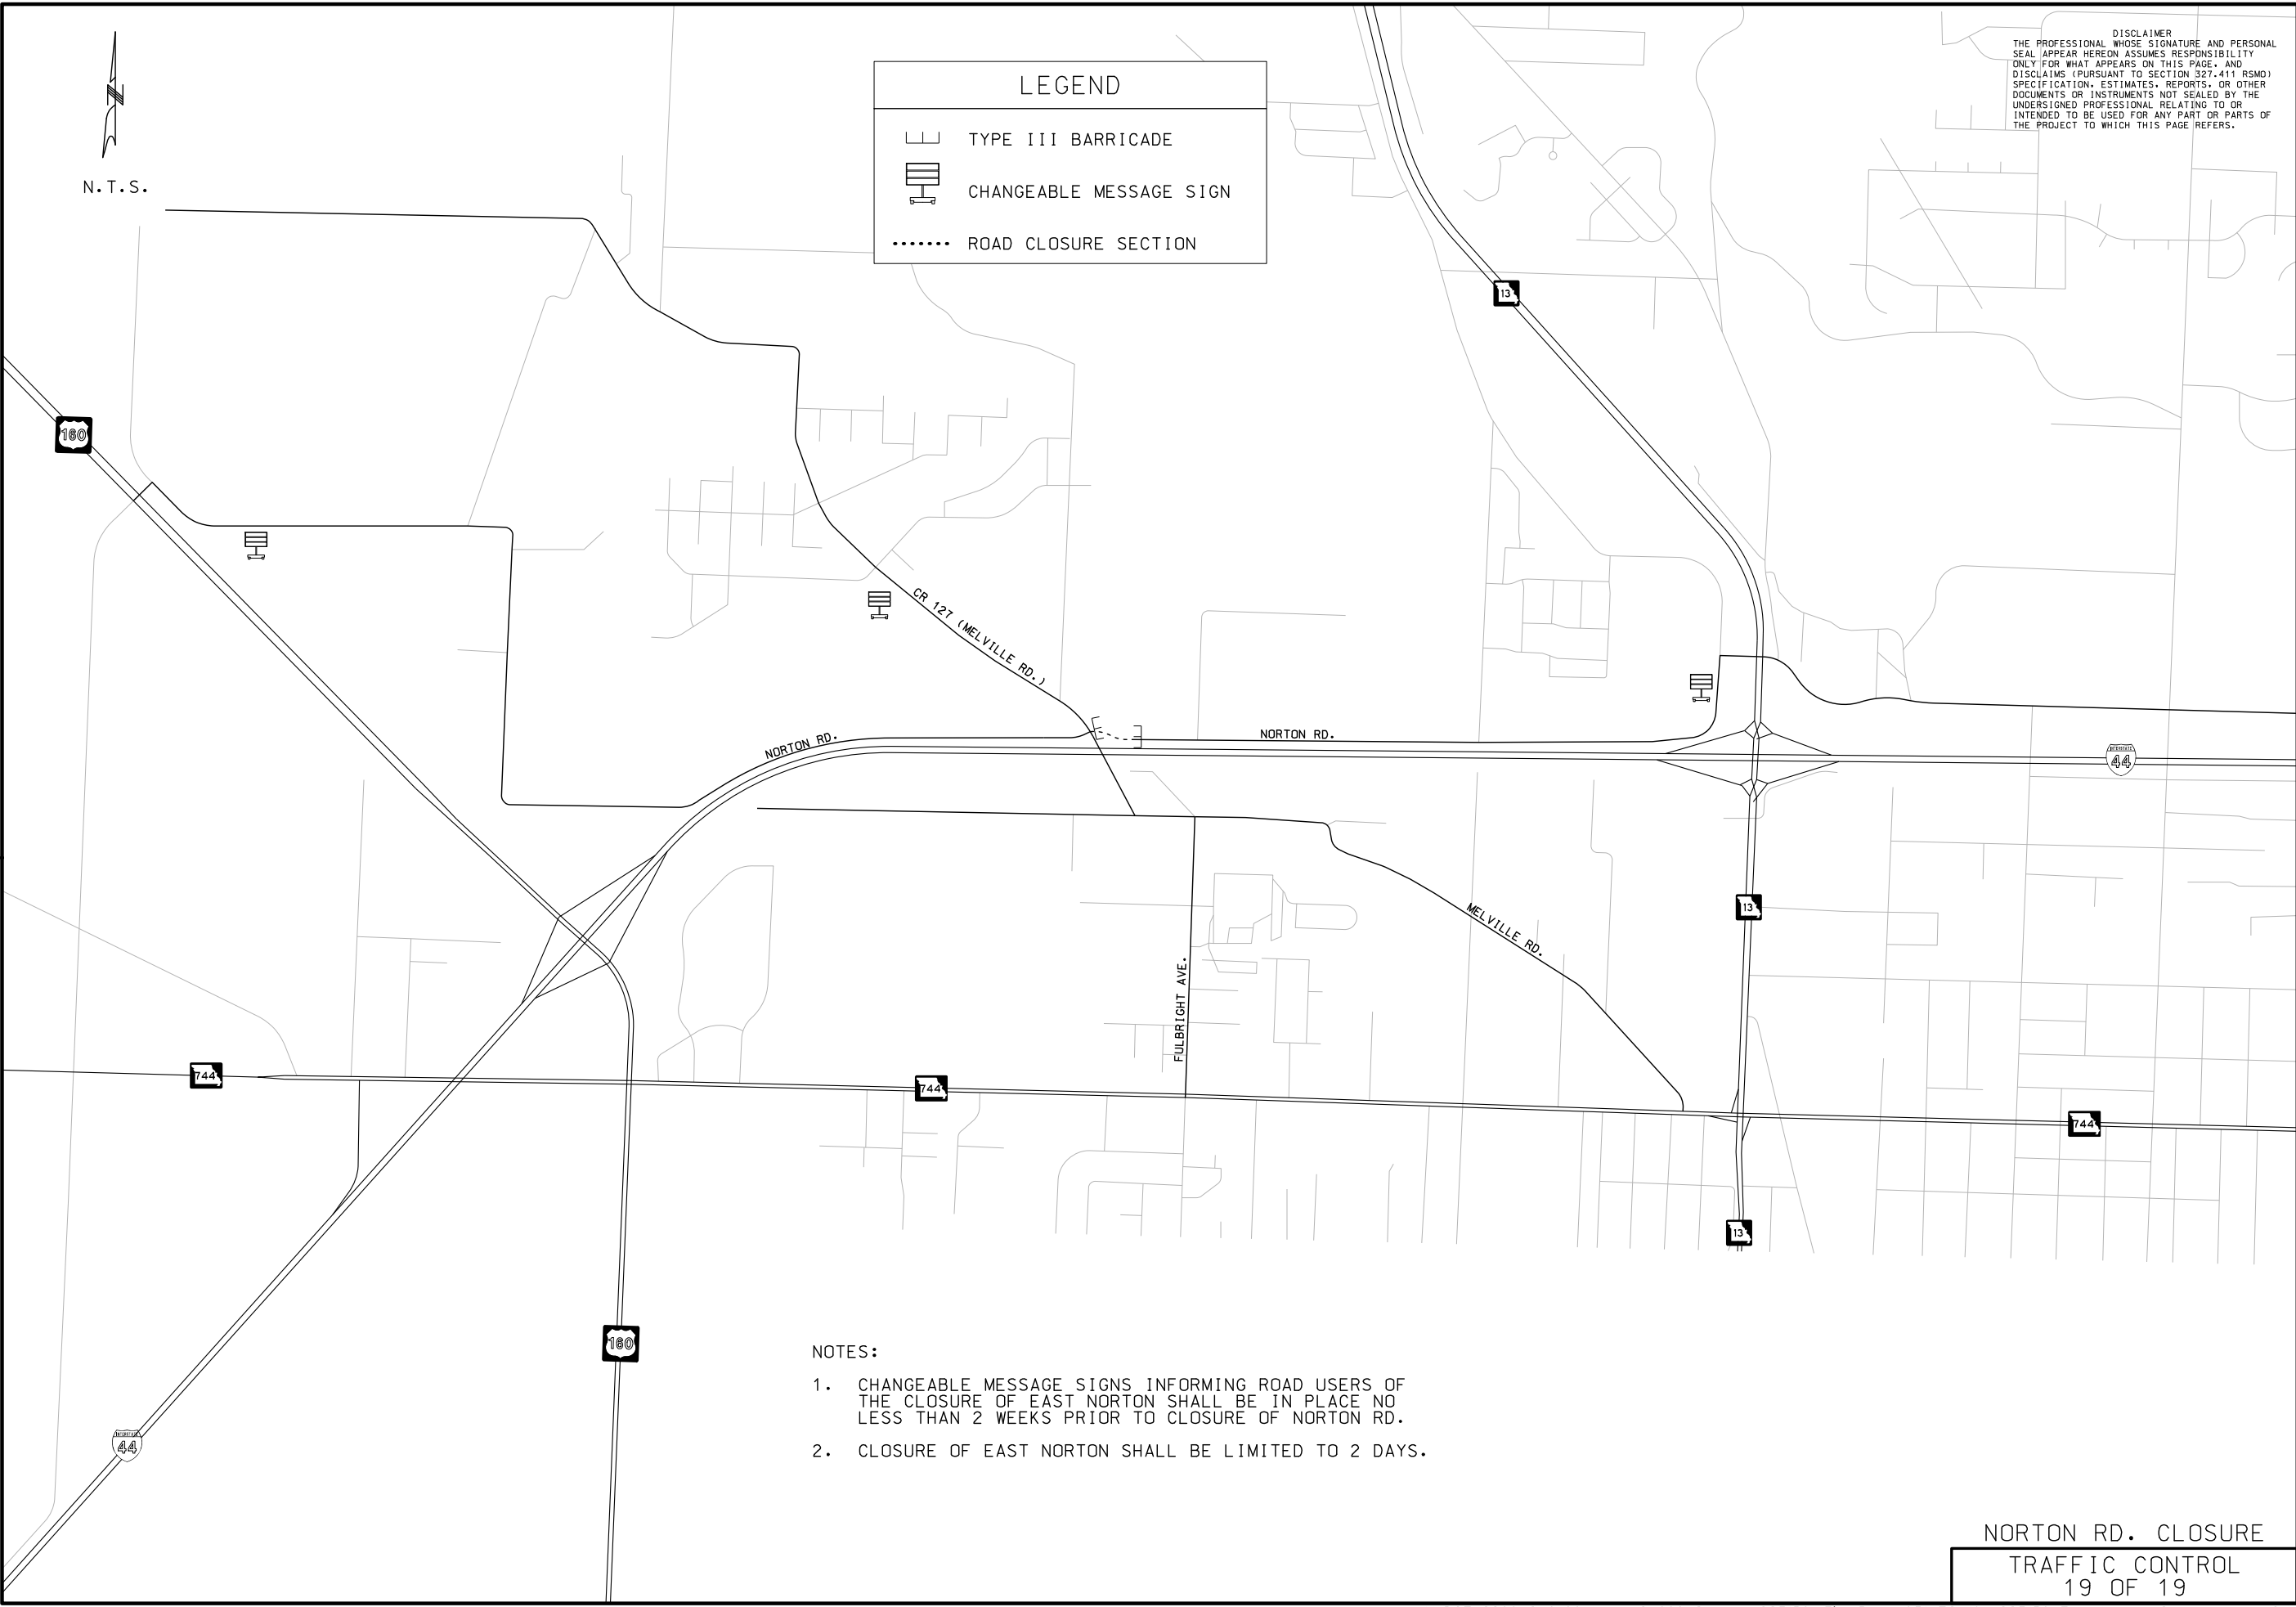 DISCLAIMER
THE PROFESSIONAL WHOSE SIGNATURE AND PERSONAL
SEAL APPEAR HEREON ASSUMES RESPONSIBILITY
ONLY FOR WHAT APPEARS ON THIS PAGE, AND
DISCLAIMS (PURSUANT TO SECTION 327.411 RSMO)
SPECIFICATION, ESTIMATES, REPORTS, OR OTHER
DOCUMENTS OR INSTRUMENTS NOT SEALED BY THE
UNDERSIGNED PROFESSIONAL RELATING TO OR
INTENDED TO BE USED FOR ANY PART OR PARTS OF
THE PROJECT TO WHICH THIS PAGE REFERS.
N
N.T.S.
LEGEND
TYPE III BARRICADE
CHANGEABLE MESSAGE SIGN
ROAD CLOSURE SECTION
13
160
CR 127 (MELVILLE RD.)
NORTON RD.
NORTON RD.
INTERSTATE
44
13
MELVILLE RD.
FULBRIGHT AVE.
744
744
744
13
160
INTERSTATE
44
NOTES:
1. CHANGEABLE MESSAGE SIGNS INFORMING ROAD USERS OF
THE CLOSURE OF EAST NORTON SHALL BE IN PLACE NO
LESS THAN 2 WEEKS PRIOR TO CLOSURE OF NORTON RD.
2. CLOSURE OF EAST NORTON SHALL BE LIMITED TO 2 DAYS.
NORTON RD. CLOSURE
TRAFFIC CONTROL
19 OF 19